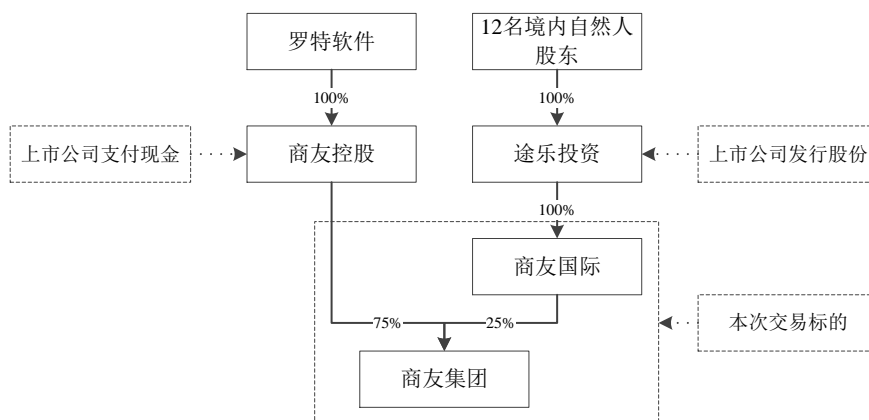 罗特软件
12名境内自然人
股东
100%
100%
上市公司支付现金
商友控股
途乐投资
上市公司发行股份
100%
商友国际
75%
25%
本次交易标的
商友集团